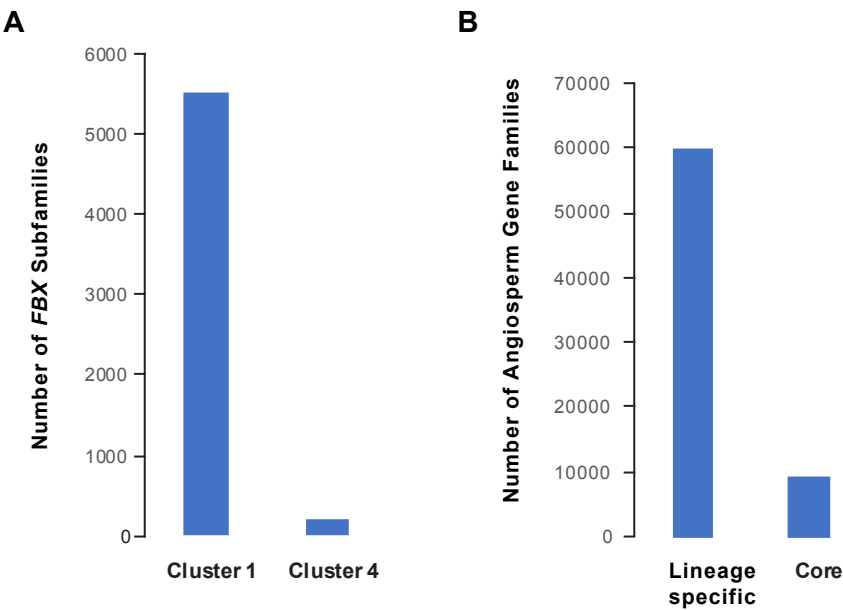 A
Number of FBX Subfamilies
6000
5000
4000
3000
2000
1000
0
Cluster 1
Cluster 4
B
Number of Angiosperm Gene Families
70000
60000
50000
40000
30000
20000
10000
0
Lineage
specific
Core